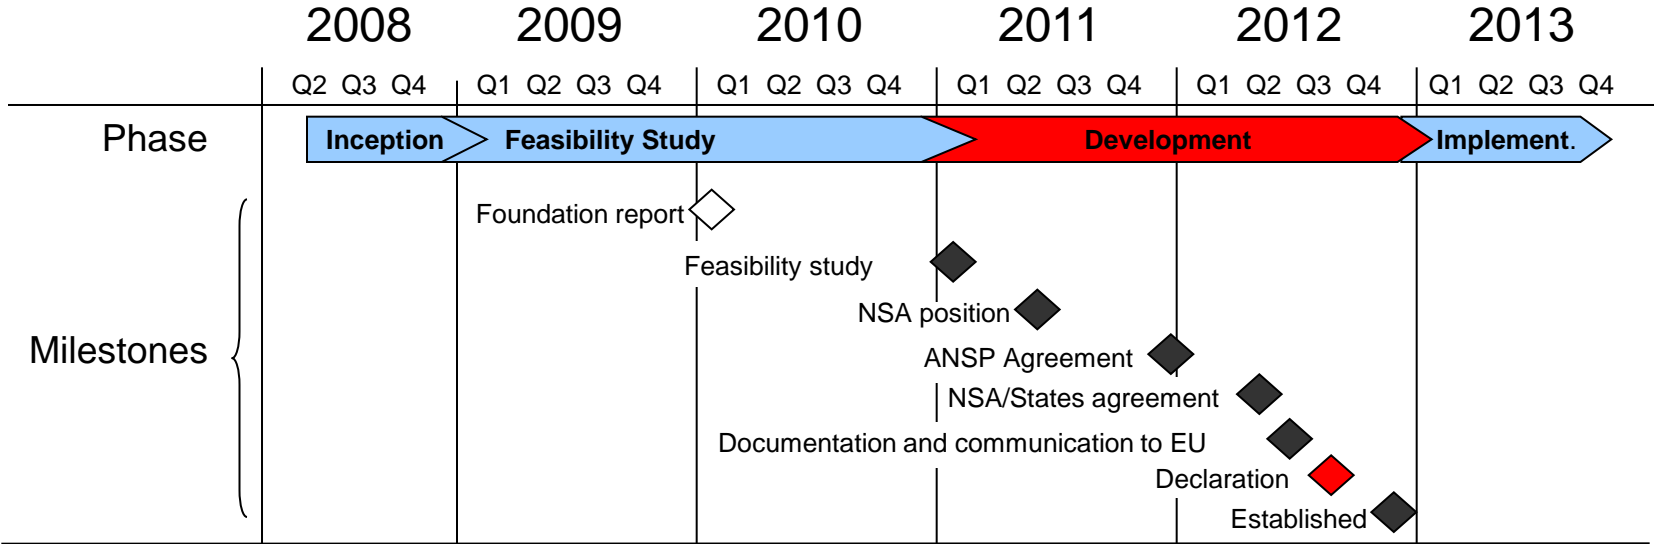 2008 2009 2010 2011 2012 2013
Q2 Q3 Q4 Q1 Q2 Q3 Q4 Q1 Q2 Q3 Q4 Q1 Q2 Q3 Q4 Q1 Q2 Q3 Q4 Q1 Q2 Q3 Q4
Phase Inception Feasibility Study Development Implement.
Foundation report
Feasibility study
NSA position
Milestones
ANSP Agreement
NSA/States agreement
Documentation and communication to EU
Declaration
Established